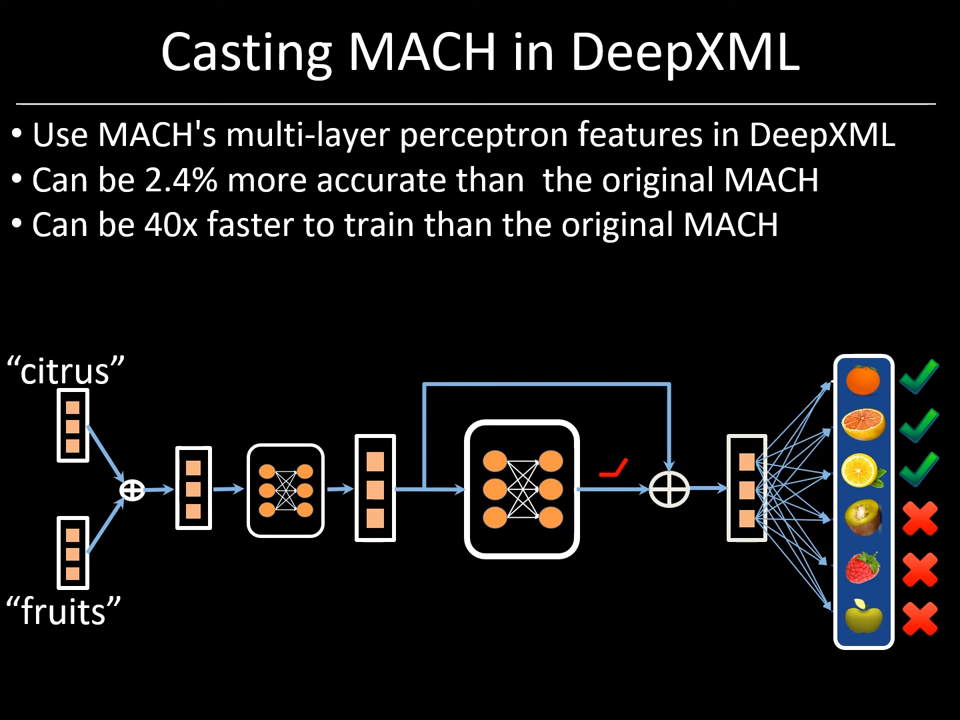 Casting MACH in DeepXML
• Use MACH's multi-layer perceptron features in DeepXML
• Can be 2.4% more accurate than  the original MACH
• Can be 40x faster to train than the original MACH
“citrus”
“fruits”